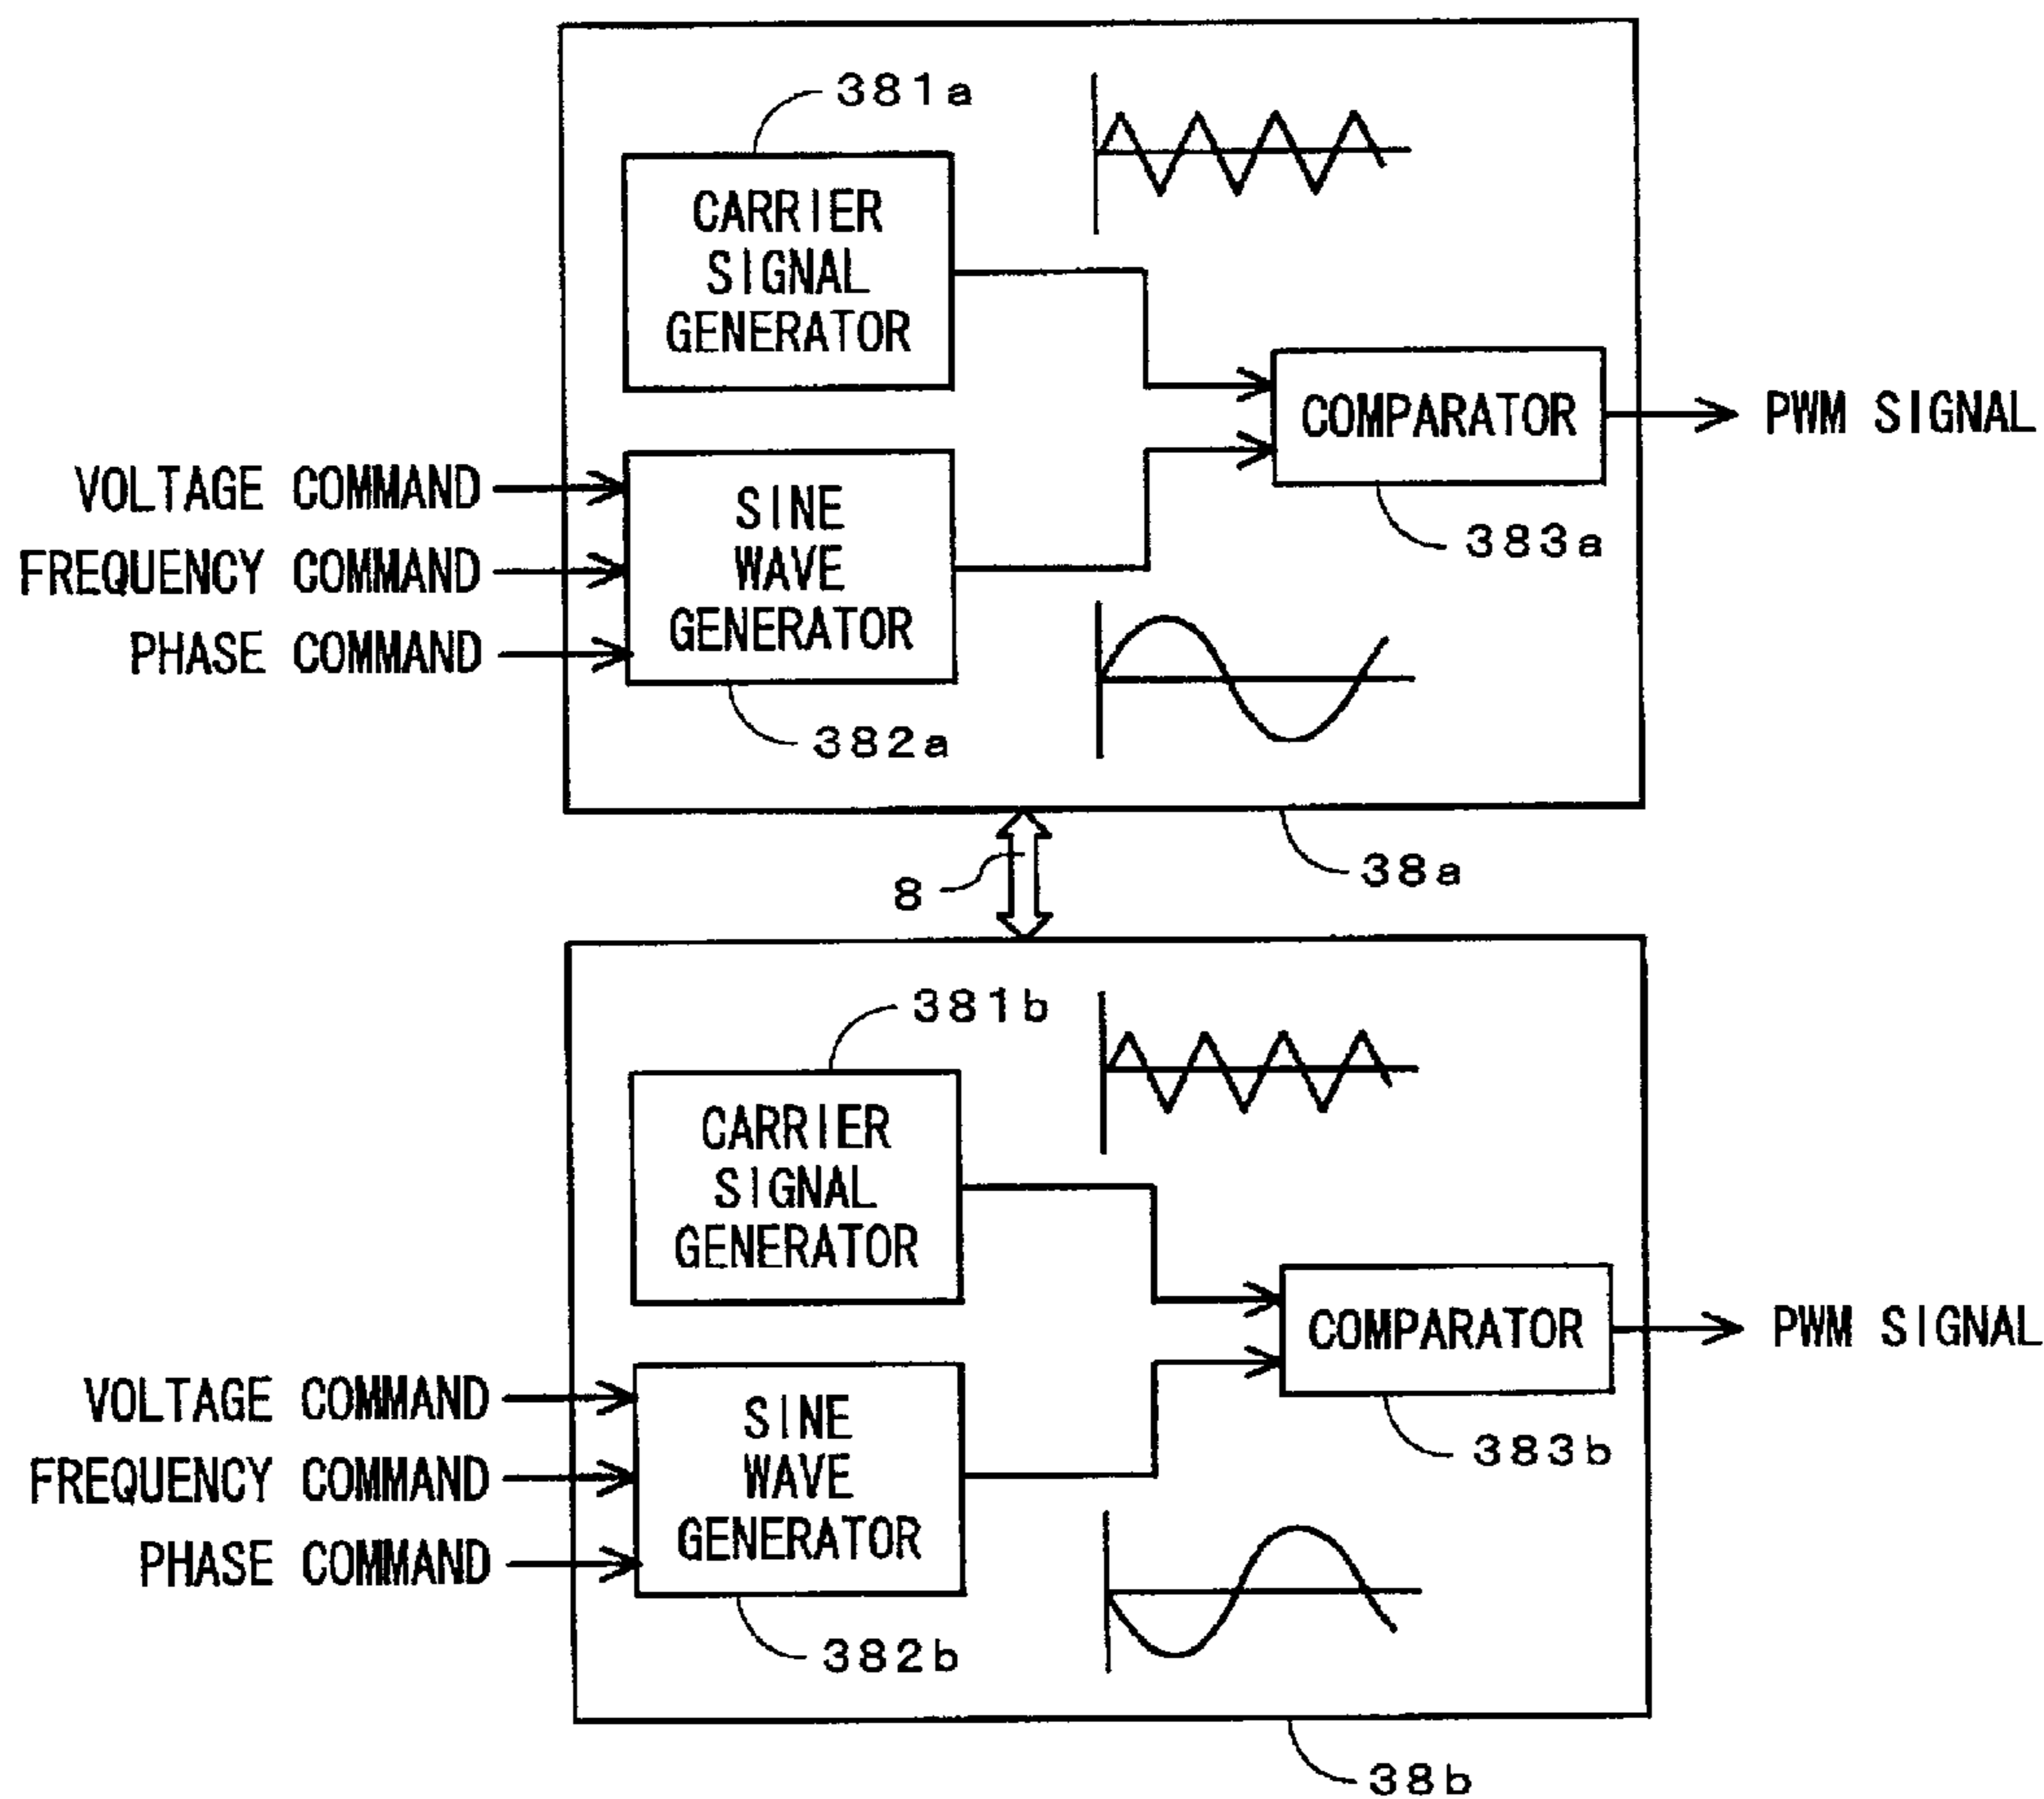 381a
CARRIER
SIGNAL
GENERATOR
COMPARATOR
PWM SIGNAL
383a
VOLTAGE COMMAND
FREQUENCY COMMAND
PHASE COMMAND
SINE
WAVE
GENERATOR
382a
8
38a
381b
CARRIER
SIGNAL
GENERATOR
COMPARATOR
PWM SIGNAL
383b
VOLTAGE COMMAND
FREQUENCY COMMAND
PHASE COMMAND
SINE
WAVE
GENERATOR
382b
38b